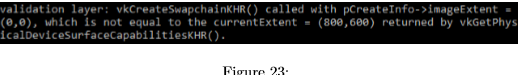 validation layer: vkCreateSwapchainKHR() called with pCreateInfo->imageExtent =
(0,0), which is not equal to the currentExtent = (800,600) returned by vkGetPhys
icalDeviceSurfaceCapabilitiesKHR().
Figure 23: